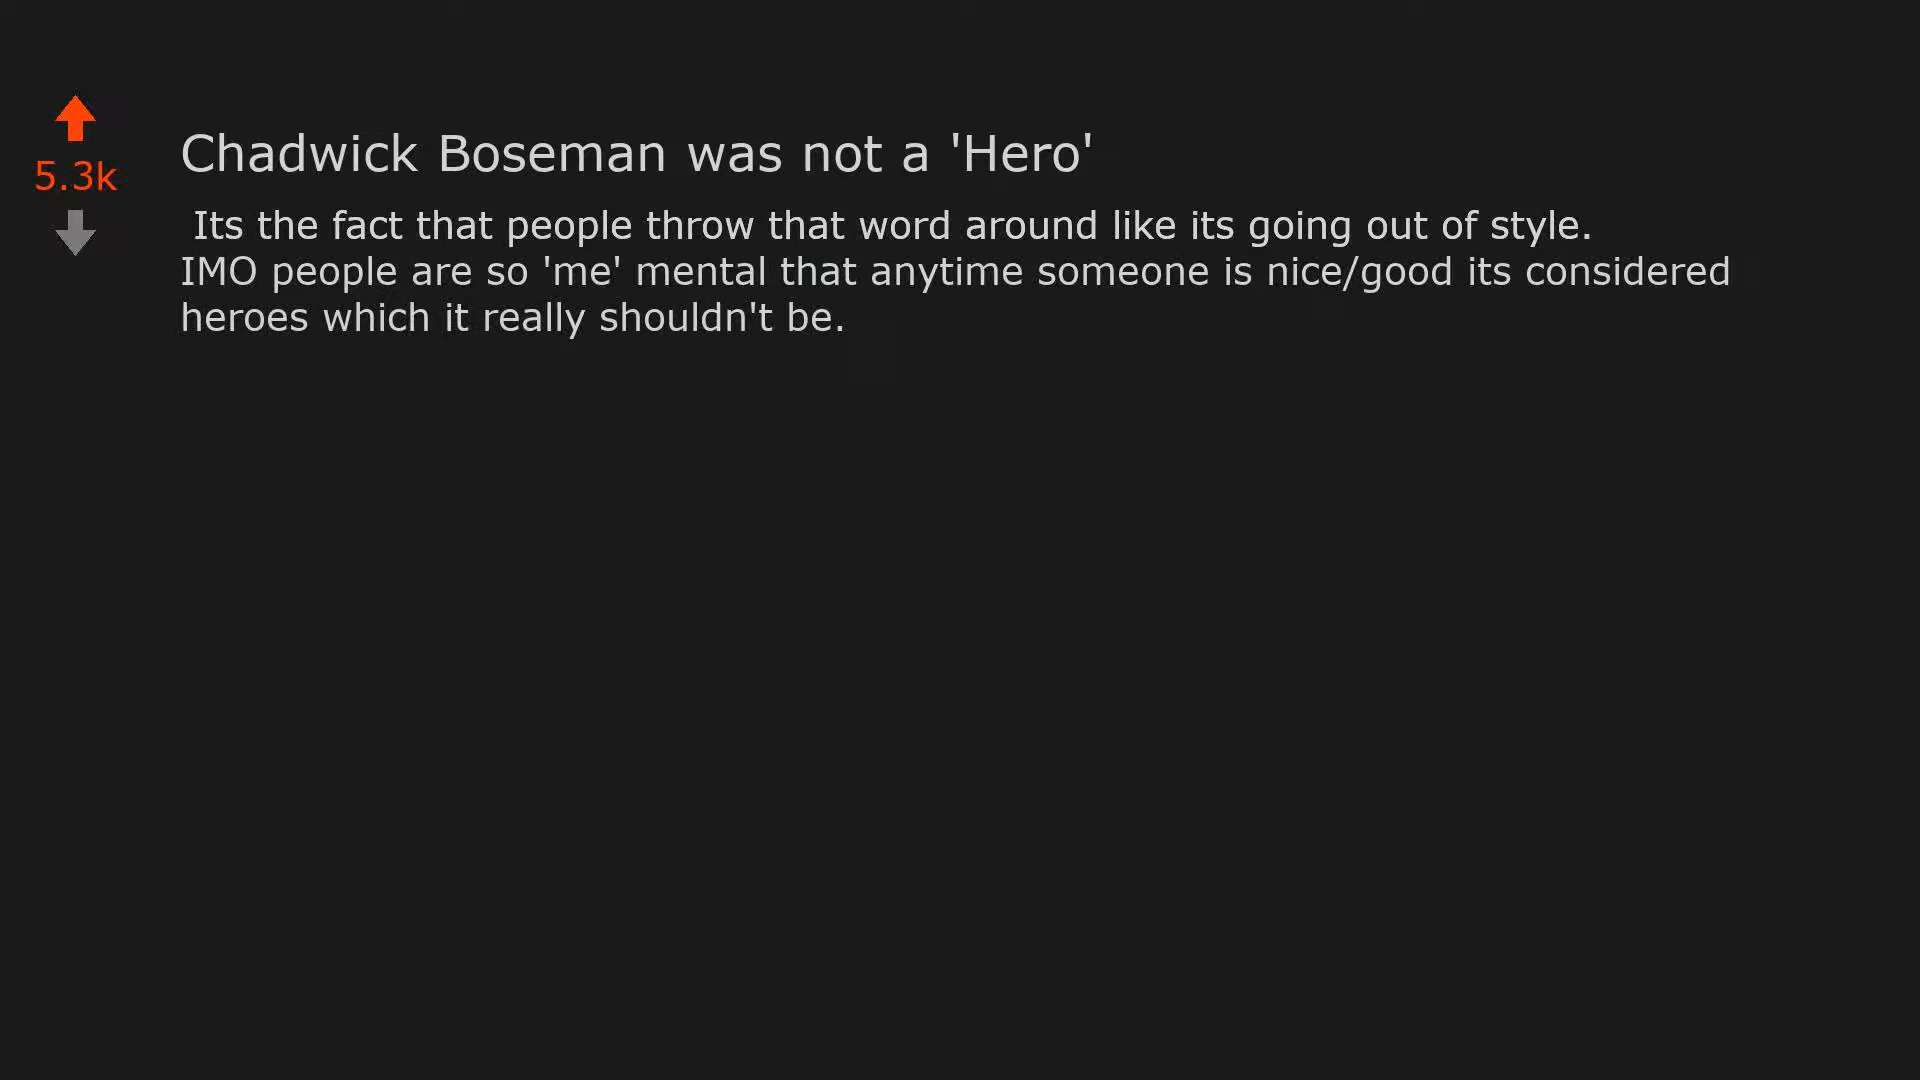 Chadwick Boseman was not a 'Hero'
5.3k
Its the fact that people throw that word around like its going out of style.
IMO people are so 'me' mental that anytime someone is nice/good its considered
heroes which it really shouldn't be.